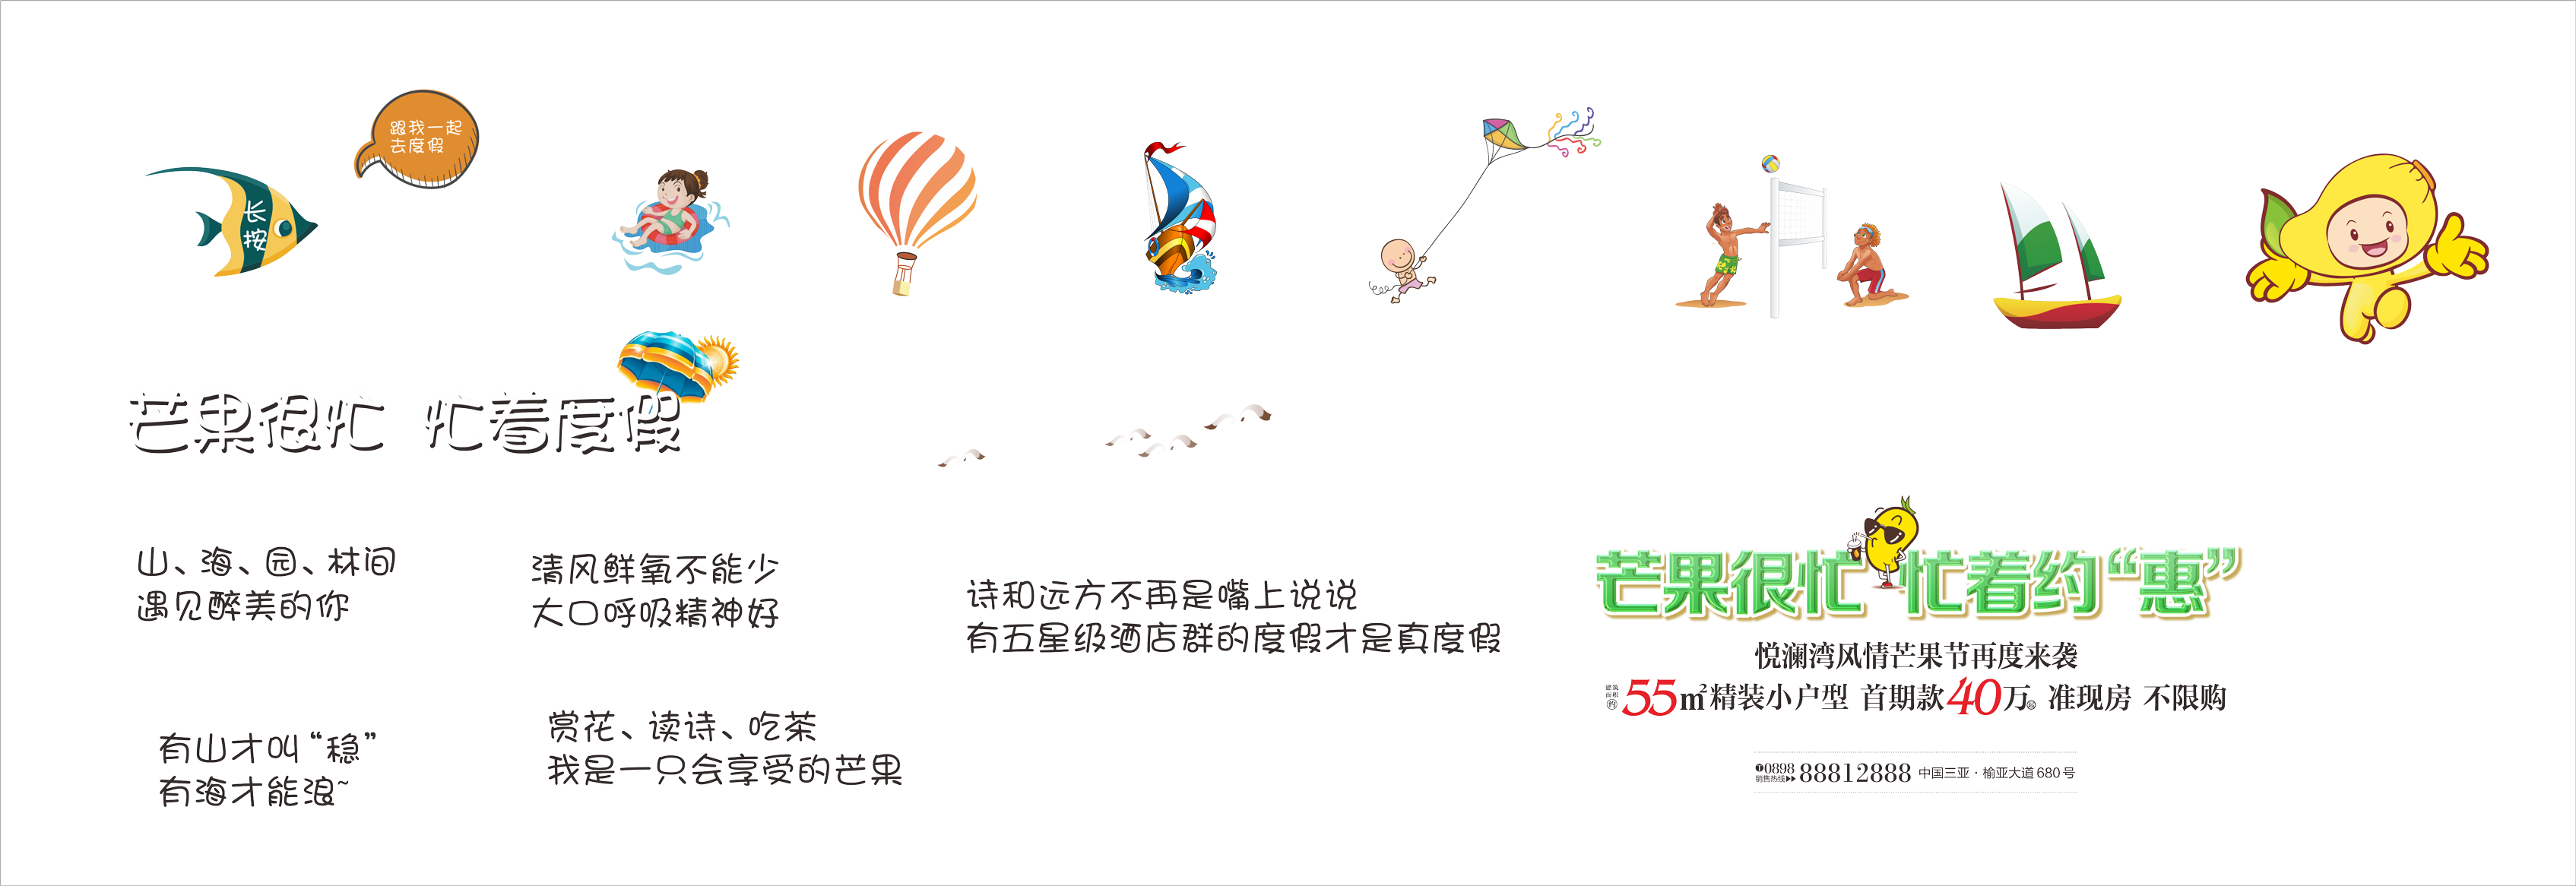 跟我一起
去度假
长
按
芒果很忙 忙着度假
山、海、园、林间
遇见醉美的你
清风鲜氧不能少
大口呼吸精神好
诗和远方不再是嘴上说说
有五星级酒店群的度假才是真度假
有山才叫“稳”
有海才能浪~
赏花、读诗、吃茶
我是一只会享受的芒果
芒果很忙 忙着约“惠”
悦澜湾风情芒果节再度来袭
建筑面积约55㎡精装小户型 首期款40万起 准现房 不限购
0898
销售热线
88812888 中国三亚·榆亚大道680号